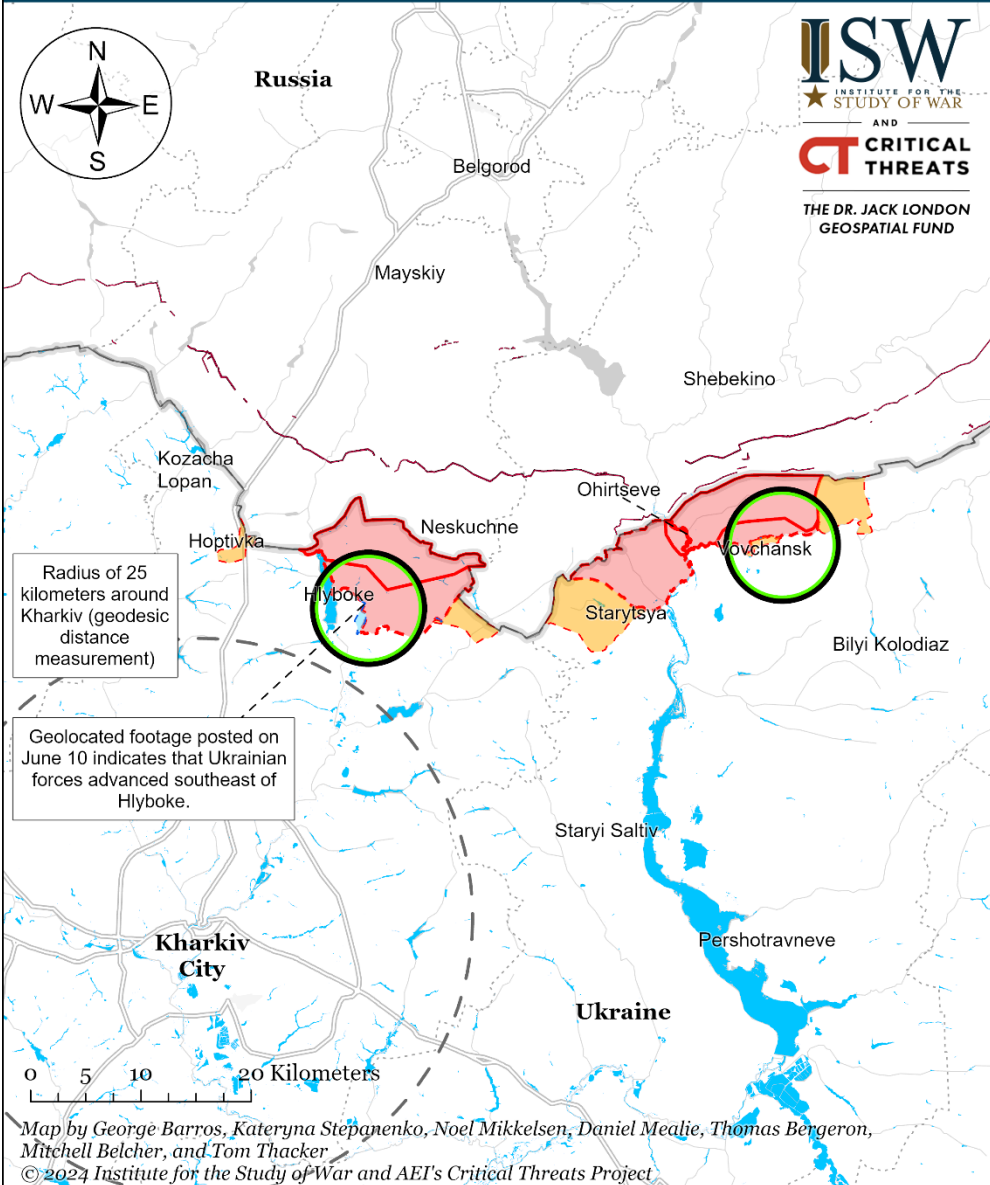 N
W
E
S
Russia
ISW
INSTITUTE FOR THE
STUDY OF WAR
AND
CT CRITICAL
THREATS
THE DR. JACK LONDON
GEOSPATIAL FUND
Belgorod
Mayskiy
Shebekino
Kozacha
Lopan
Ohirtseve
Neskuchne
Hoptivka
Vovchansk
Radius of 25
kilometers around
Kharkiv (geodesic
distance
measurement)
Hlyboke
Starytsya
Bilyi Kolodiaz
Geolocated footage posted on
June 10 indicates that Ukrainian
forces advanced southeast of
Hlyboke.
Staryi Saltiv
Kharkiv
City
Pershotravneve
Ukraine
0 5 10 20 Kilometers
Map by George Barros, Kateryna Stepanenko, Noel Mikkelsen, Daniel Mealie, Thomas Bergeron,
Mitchell Belcher, and Tom Thacker
© 2024 Institute for the Study of War and AEI's Critical Threats Project